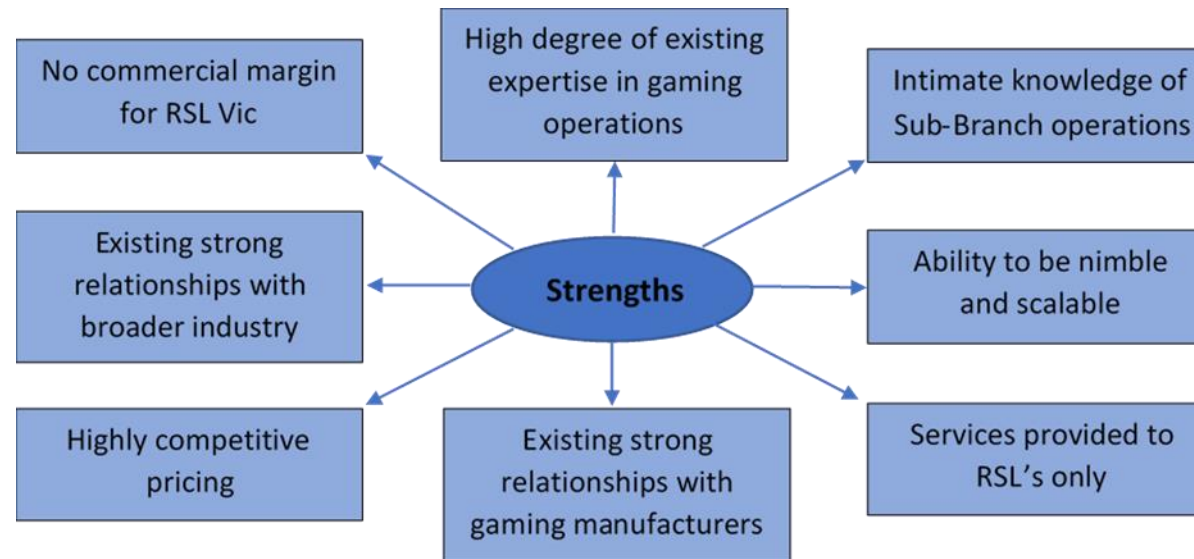 No commercial margin
for RSL Vic
High degree of existing
expertise in gaming
operations
Intimate knowledge of
Sub-Branch operations
Existing strong
relationships with
broader industry
Strengths
Ability to be nimble
and scalable
Highly competitive
pricing
Existing strong
relationships with
gaming manufacturers
Services provided to
RSL’s only